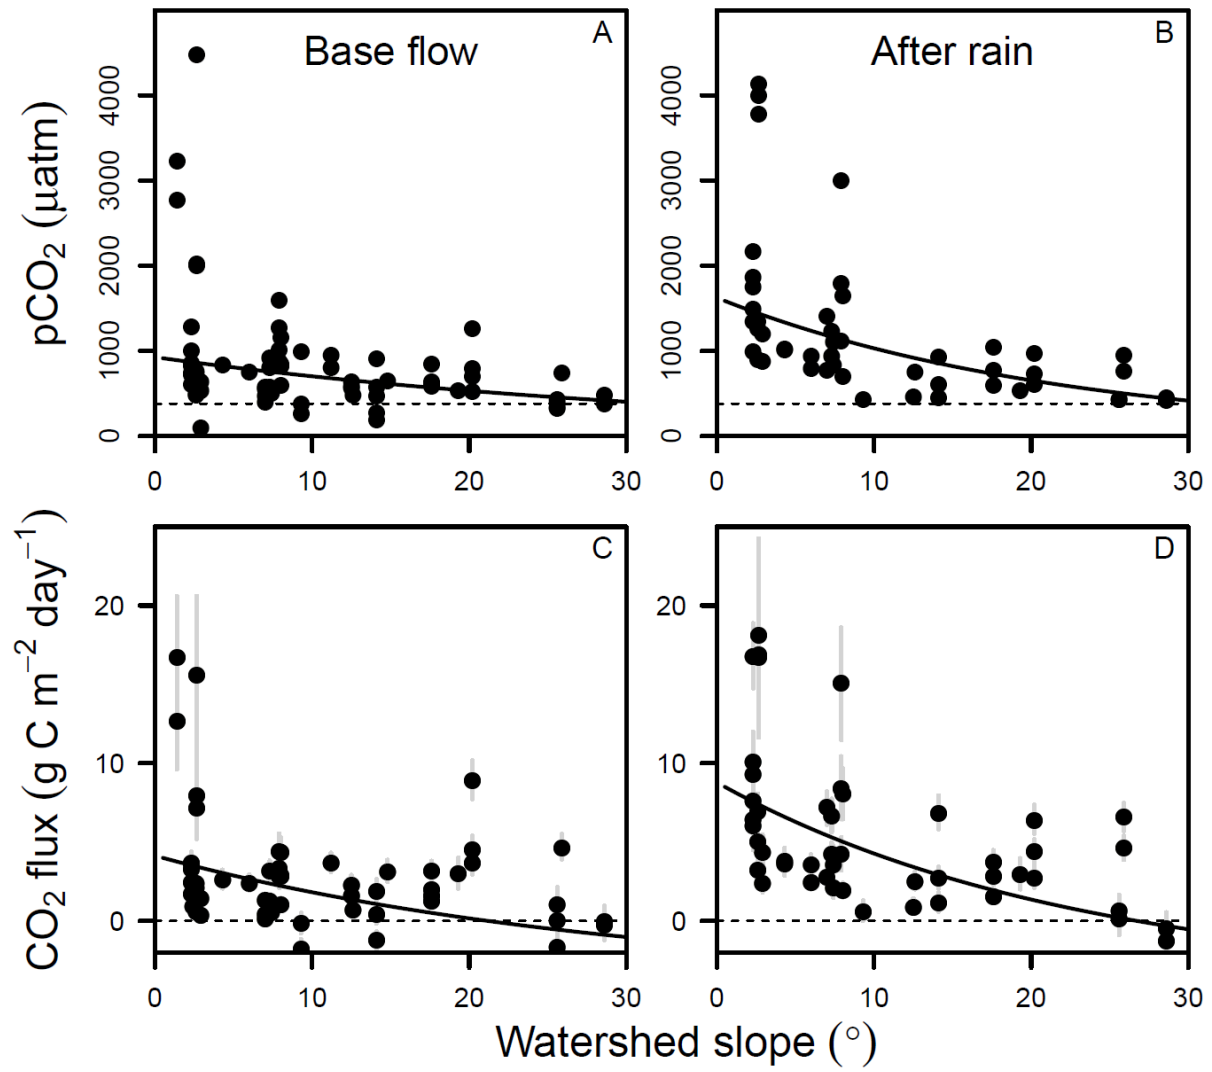 A
Base flow
B
After rain
pCO₂ (μatm)
0 1000 2000 3000 4000
0 1000 2000 3000 4000
0 10 20 30
0 10 20 30
C
D
CO₂ flux (g C m⁻² day⁻¹)
20
10
0
20
10
0
0 10 20 30
0 10 20 30
Watershed slope (°)